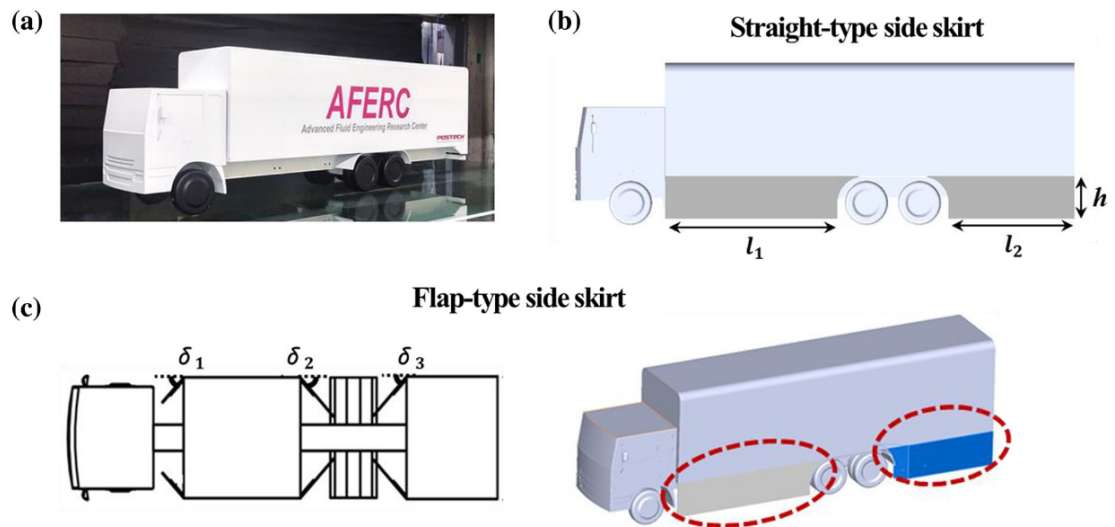 (a)
AFERC
Advanced Fluid Engineering Research Center
POSTECH
(b)
Straight-type side skirt
h
l1
l2
(c)
Flap-type side skirt
δ1
δ2
δ3